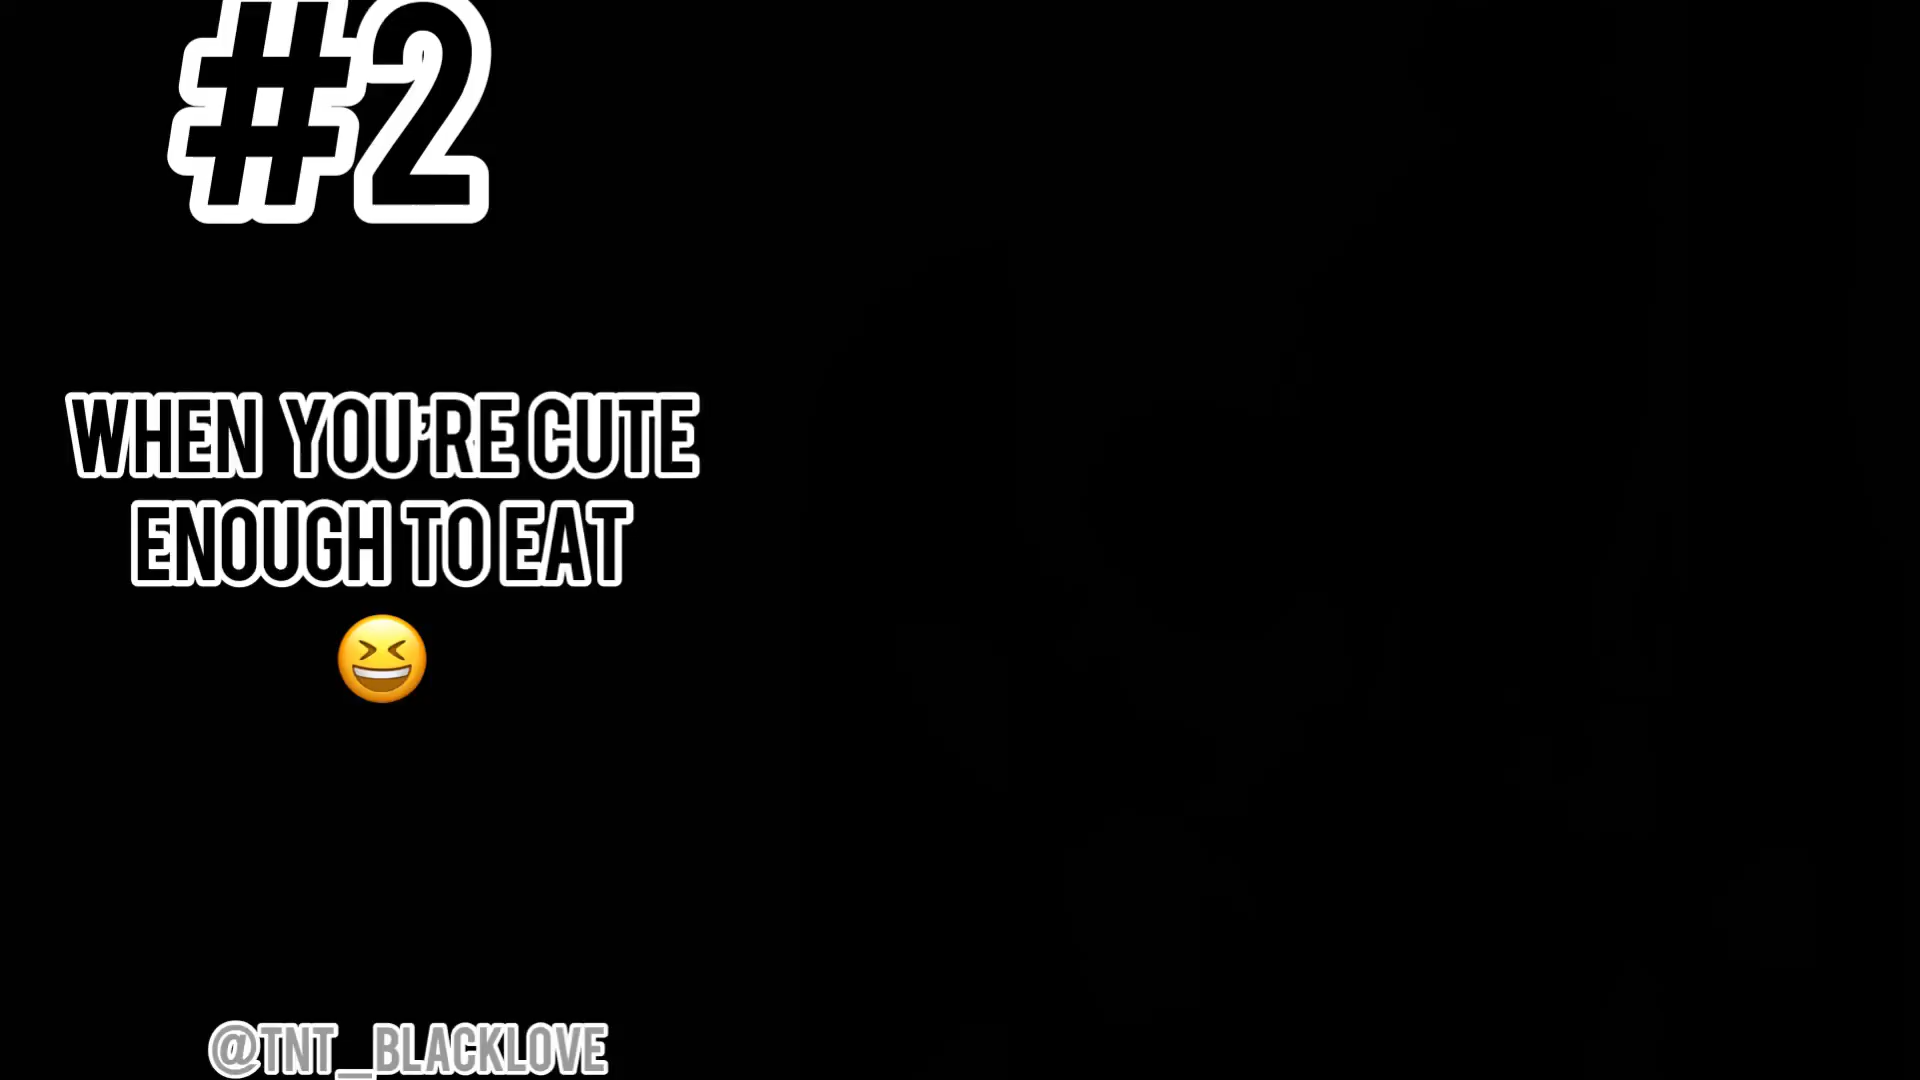 #2
WHEN YOU'RE CUTE
ENOUGH TO EAT
😆
@TNT_BLACKLOVE